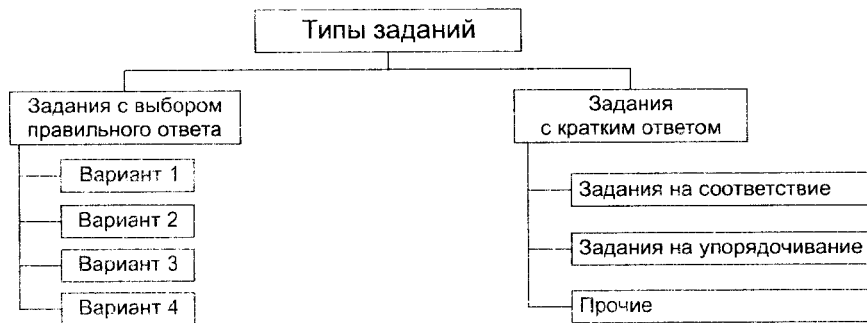 Типы заданий
Задания с выбором
правильного ответа
Вариант 1
Вариант 2
Вариант 3
Вариант 4
Задания
с кратким ответом
Задания на соответствие
Задания на упорядочивание
Прочие